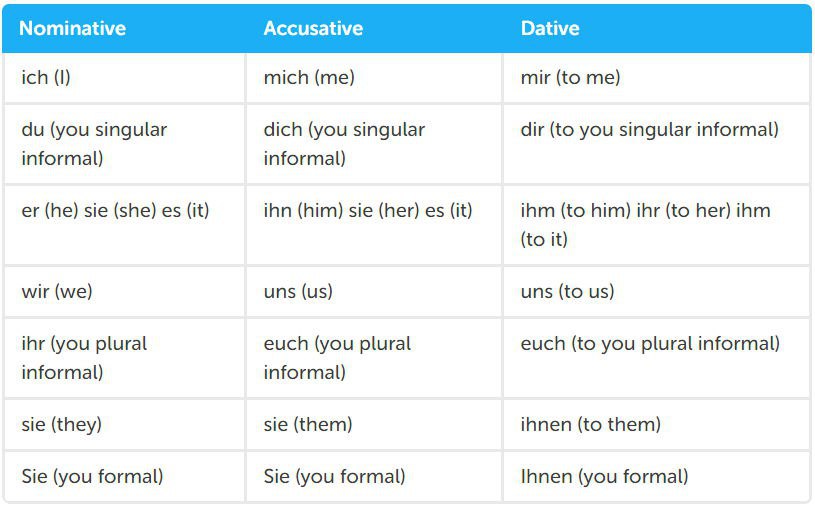 Nominative Accusative Dative
ich (I) mich (me) mir (to me)
du (you singular informal) dich (you singular informal) dir (to you singular informal)
er (he) sie (she) es (it) ihn (him) sie (her) es (it) ihm (to him) ihr (to her) ihm (to it)
wir (we) uns (us) uns (to us)
ihr (you plural informal) euch (you plural informal) euch (to you plural informal)
sie (they) sie (them) ihnen (to them)
Sie (you formal) Sie (you formal) Ihnen (you formal)